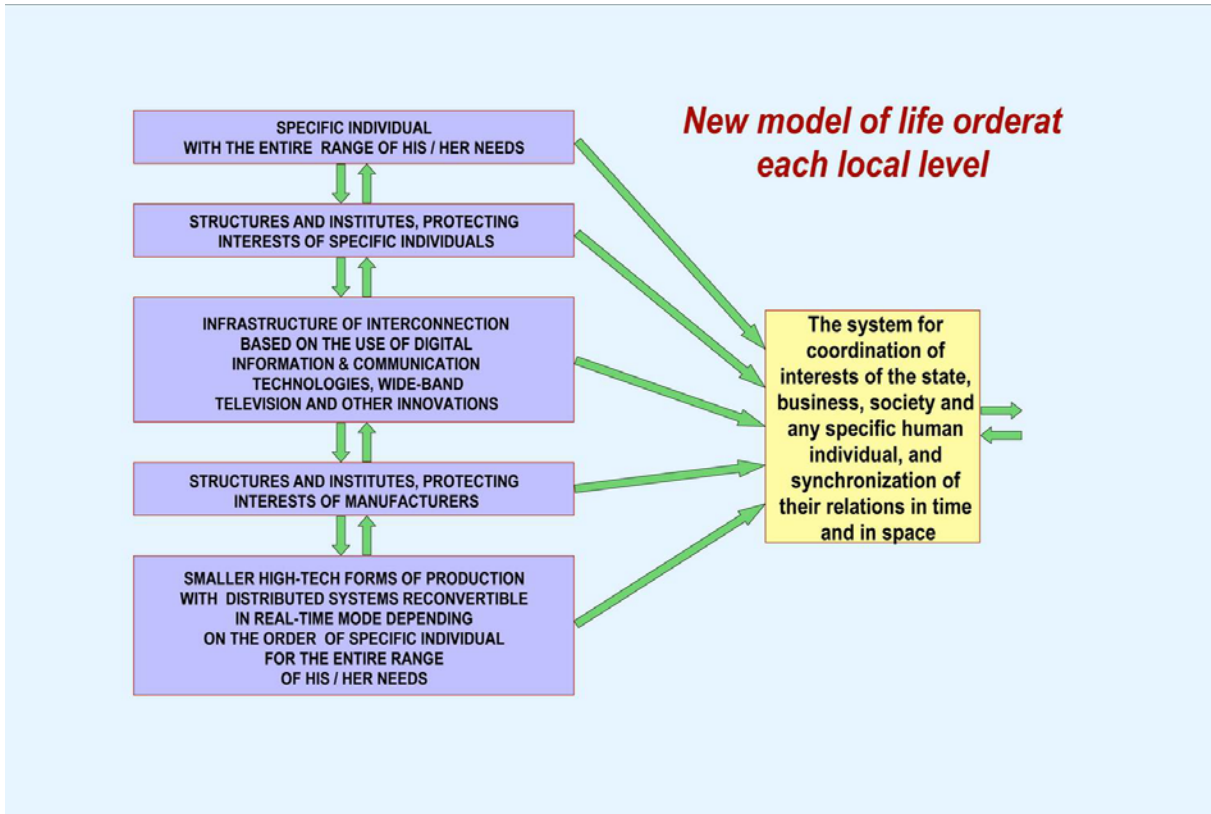 New model of life orderat
each local level
SPECIFIC INDIVIDUAL
WITH THE ENTIRE RANGE OF HIS / HER NEEDS
STRUCTURES AND INSTITUTES, PROTECTING
INTERESTS OF SPECIFIC INDIVIDUALS
INFRASTRUCTURE OF INTERCONNECTION
BASED ON THE USE OF DIGITAL
INFORMATION & COMMUNICATION
TECHNOLOGIES, WIDE-BAND
TELEVISION AND OTHER INNOVATIONS
STRUCTURES AND INSTITUTES, PROTECTING
INTERESTS OF MANUFACTURERS
SMALLER HIGH-TECH FORMS OF PRODUCTION
WITH DISTRIBUTED SYSTEMS RECONVERTIBLE
IN REAL-TIME MODE DEPENDING
ON THE ORDER OF SPECIFIC INDIVIDUAL
FOR THE ENTIRE RANGE
OF HIS / HER NEEDS
The system for
coordination of
interests of the state,
business, society and
any specific human
individual, and
synchronization of
their relations in time
and in space